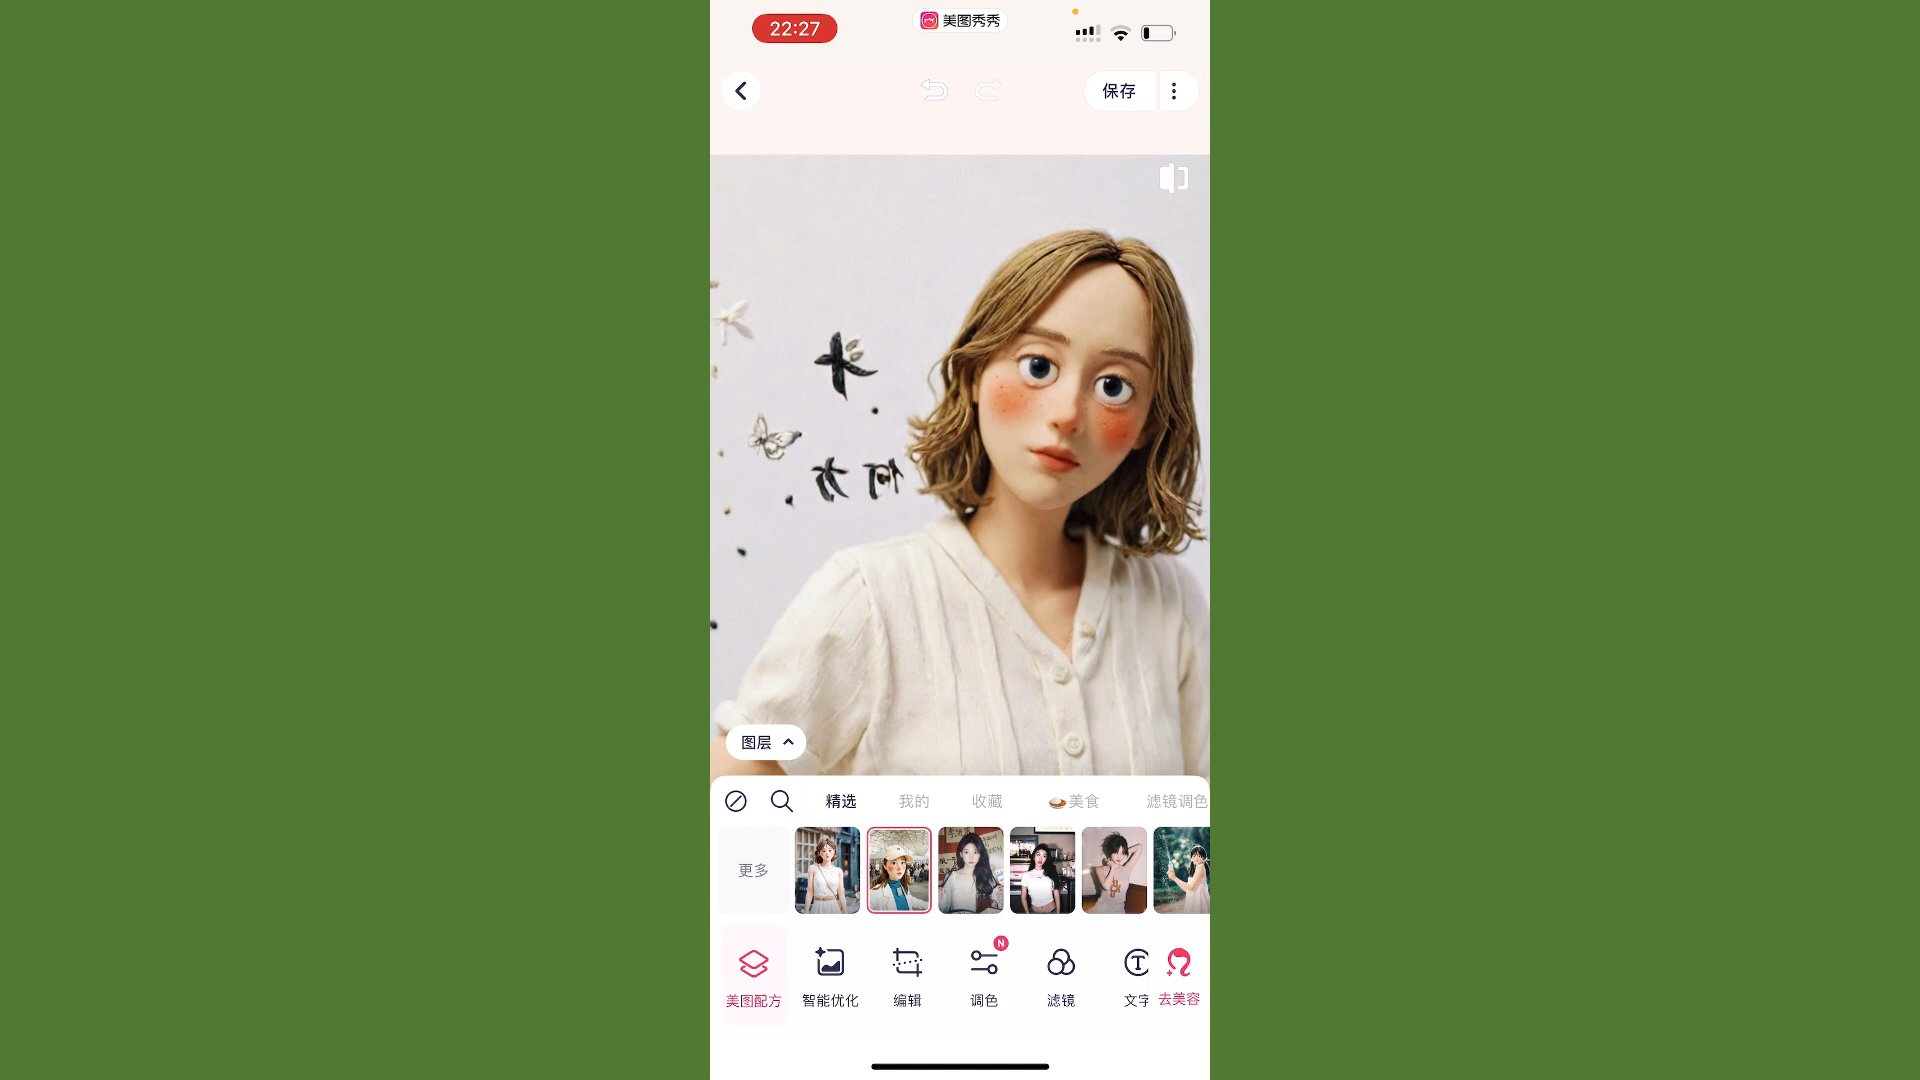 22:27
美图秀秀
保存
图层
精选 我的 收藏 美食 滤镜调色
更多
N
美图配方 智能优化 编辑 调色 滤镜 文字 去美容